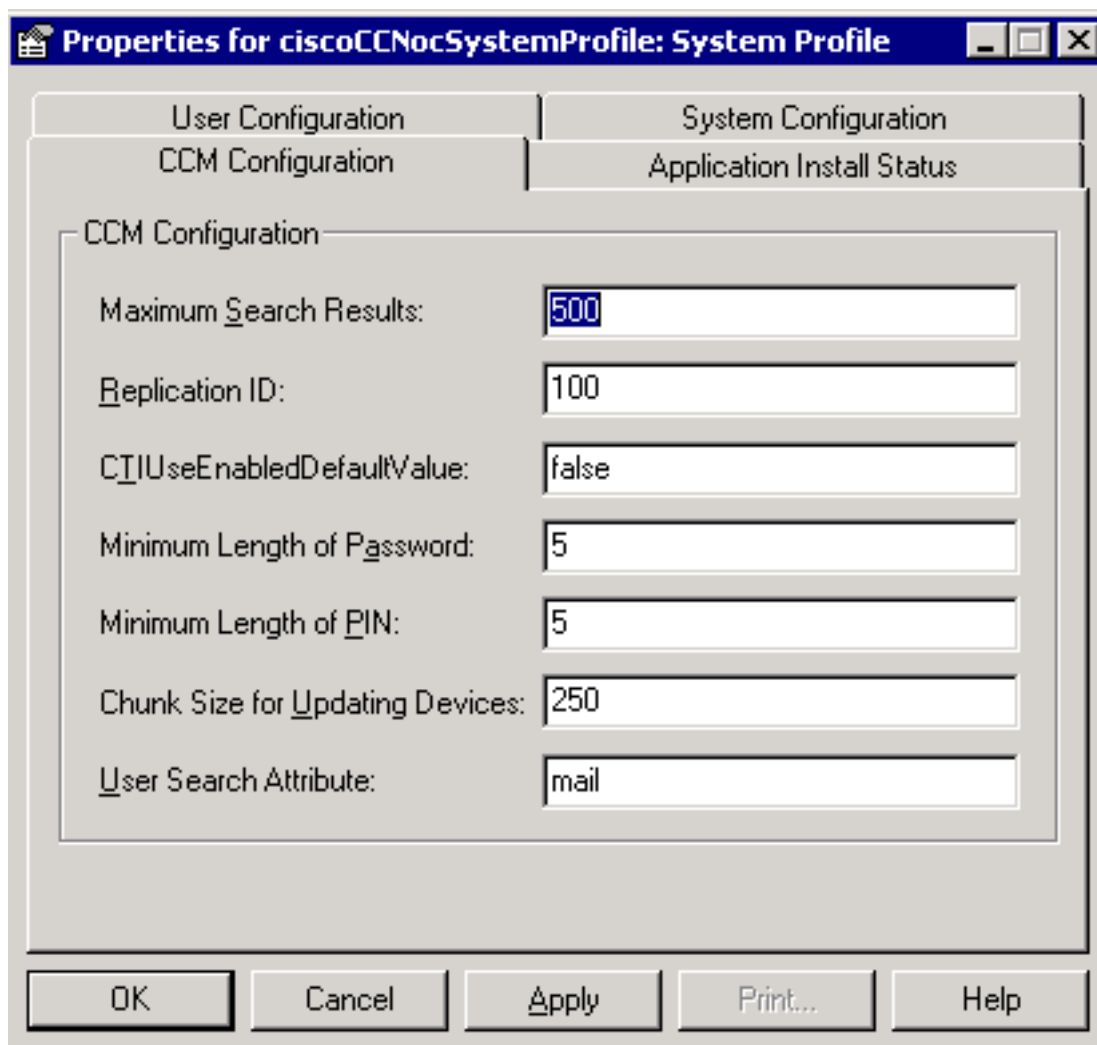 Properties for ciscoCCNocSystemProfile: System Profile
User Configuration
System Configuration
CCM Configuration
Application Install Status
CCM Configuration
Maximum Search Results:
500
Replication ID:
100
CTIUseEnabledDefaultValue:
false
Minimum Length of Password:
5
Minimum Length of PIN:
5
Chunk Size for Updating Devices:
250
User Search Attribute:
mail
OK
Cancel
Apply
Print...
Help